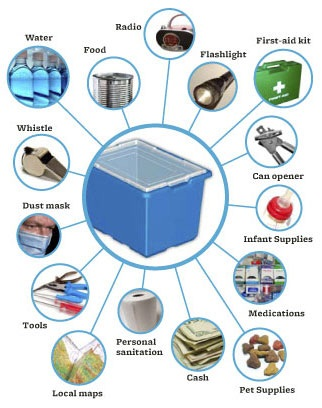 Radio
Water
Food
Flashlight
First-aid kit
Whistle
Can opener
Dust mask
Infant Supplies
Tools
Medications
Personal
sanitation
Local maps
Cash
Pet Supplies